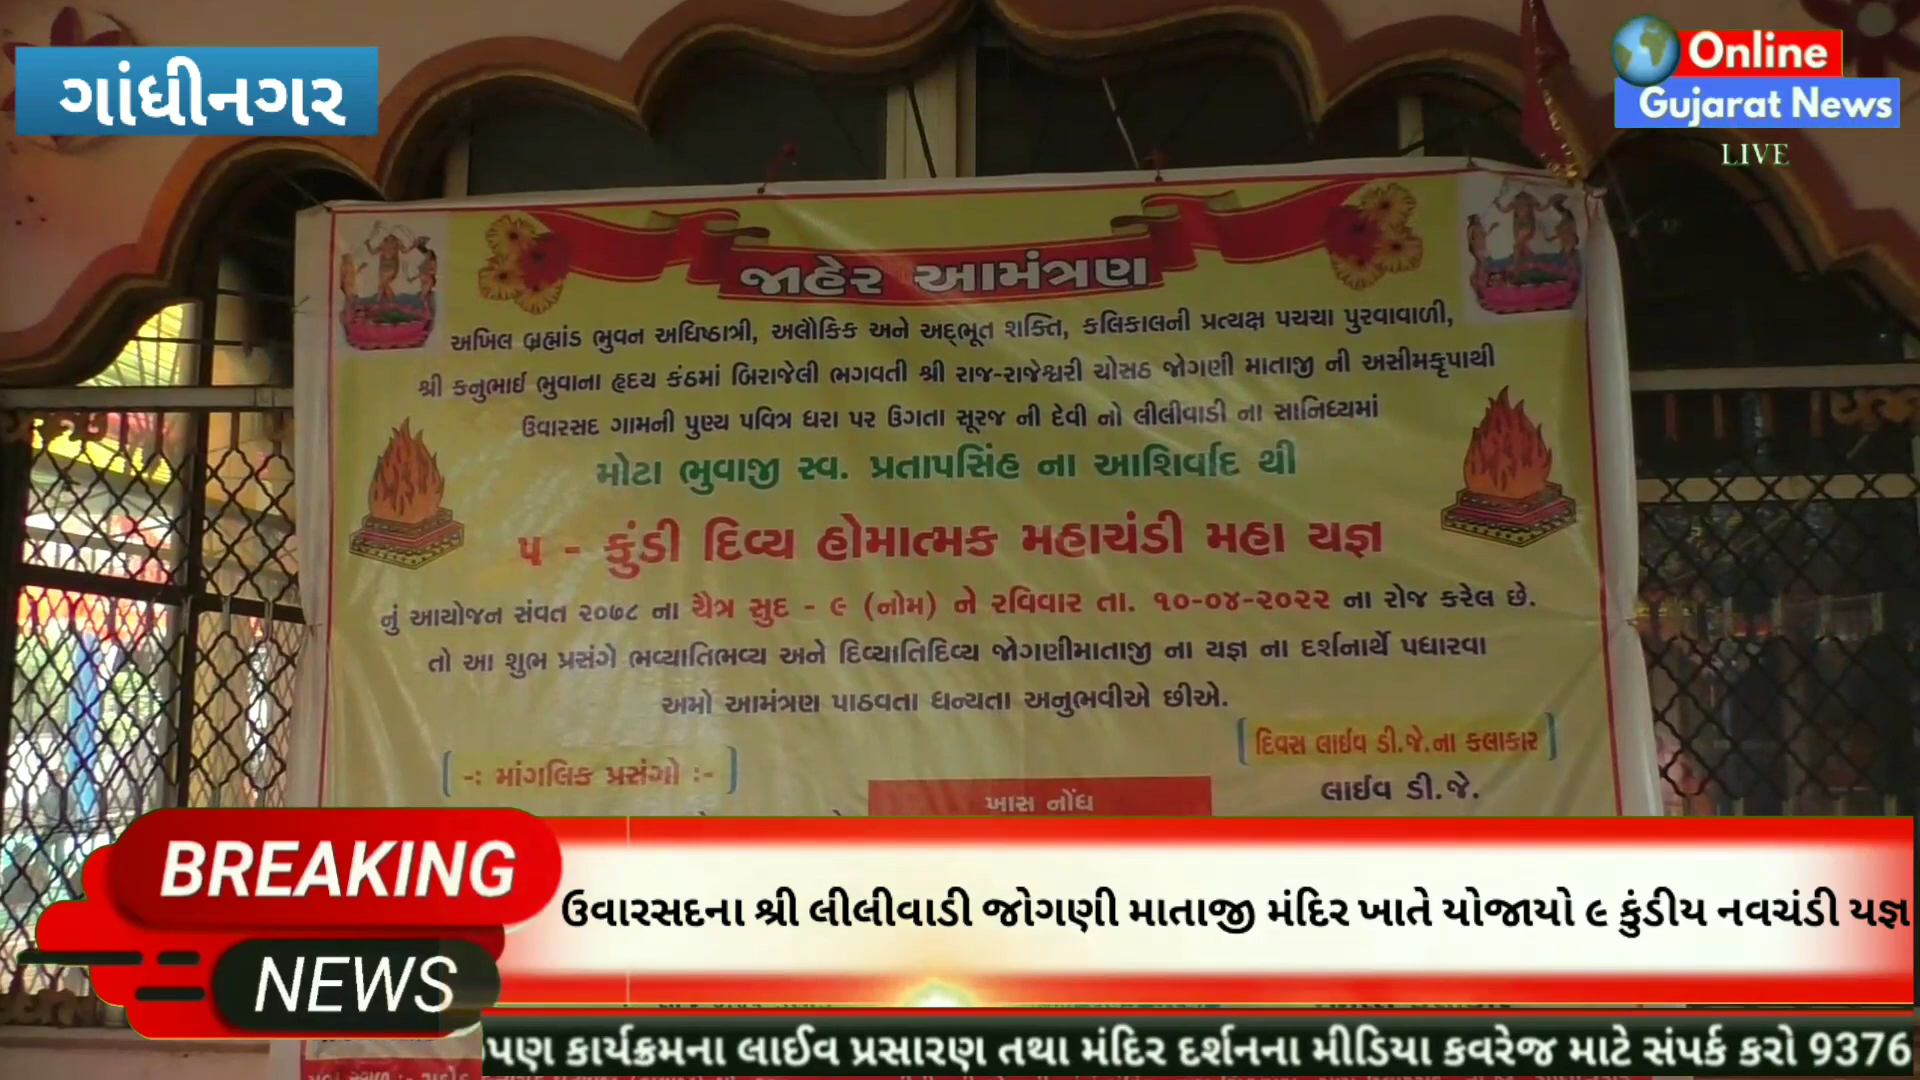 ગાંધીનગર
Online
Gujarat News
LIVE
જાહેર આમંત્રણ
અખિલ બ્રહ્માંડ ભુવન અધિષ્ઠાત્રી, અલૌકિક અને અદ્ભૂત શક્તિ, કલિકાલની પ્રત્યક્ષ પચચા પુરવાવાળી,
શ્રી કનુભાઈ ભુવાના હૃદય કંઠમાં બિરાજેલી ભગવતી શ્રી રાજ-રાજેશ્વરી ચોસઠ જોગણી માતાજી ની અસીમકૃપાથી
ઉવારસદ ગામની પુણ્ય પવિત્ર ધરા પર ઉગતા સૂરજ ની દેવી નો લીલીવાડી ના સાનિધ્યમાં
મોટા ભુવાજી સ્વ. પ્રતાપસિંહ ના આશિર્વાદ થી
૫ - કુંડી દિવ્ય હોમાત્મક મહાચંડી મહા યજ્ઞ
નું આયોજન સંવત ૨૦૭૮ ના ચૈત્ર સુદ - ૯ (નોમ) ને રવિવાર તા. ૧૦-૦૪-૨૦૨૨ ના રોજ કરેલ છે.
તો આ શુભ પ્રસંગે ભવ્યાતિભવ્ય અને દિવ્યાતિદિવ્ય જોગણીમાતાજી ના યજ્ઞ ના દર્શનાર્થે પધારવા
અમો આમંત્રણ પાઠવતા ધન્યતા અનુભવીએ છીએ.
દિવસ લાઈવ ડી.જે.ના કલાકાર
-: માંગલિક પ્રસંગો :-
લાઈવ ડી.જે.
ખાસ નોંધ
BREAKING
NEWS
ઉવારસદના શ્રી લીલીવાડી જોગણી માતાજી મંદિર ખાતે યોજાયો ૯ કુંડીય નવચંડી યજ્ઞ
પણ કાર્યક્રમના લાઈવ પ્રસારણ તથા મંદિર દર્શનના મીડિયા કવરેજ માટે સંપર્ક કરો 9376